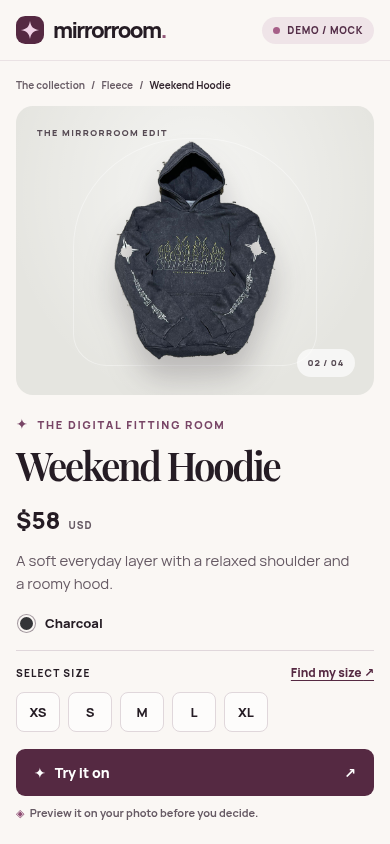 mirrorroom.
DEMO / MOCK
The collection / Fleece / Weekend Hoodie
THE MIRRORROOM EDIT
02 / 04
THE DIGITAL FITTING ROOM
Weekend Hoodie
$58 USD
A soft everyday layer with a relaxed shoulder and
a roomy hood.
Charcoal
SELECT SIZE
Find my size ↗
XS S M L XL
Try it on ↗
Preview it on your photo before you decide.